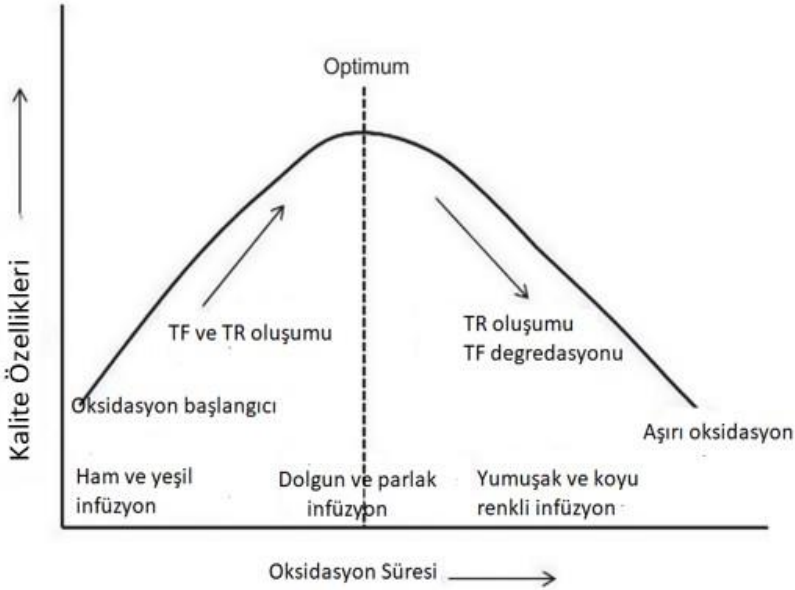 Optimum
Kalite Özellikleri
TF ve TR oluşumu
TR oluşumu
TF degredasyonu
Oksidasyon başlangıcı
Aşırı oksidasyon
Ham ve yeşil
infüzyon
Dolgun ve parlak
infüzyon
Yumuşak ve koyu
renkli infüzyon
Oksidasyon Süresi